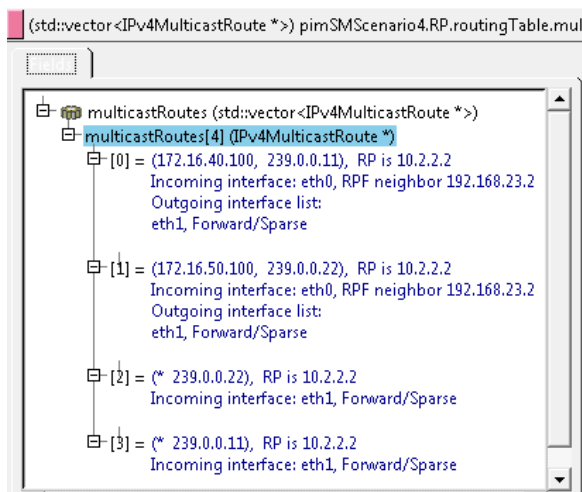 (std::vector<IPv4MulticastRoute *>) pimSMScenario4.RP.routingTable.mul
Fields
multicastRoutes (std::vector<IPv4MulticastRoute *>)
multicastRoutes[4] (IPv4MulticastRoute *)
[0] = (172.16.40.100, 239.0.0.11), RP is 10.2.2.2
Incoming interface: eth0, RPF neighbor 192.168.23.2
Outgoing interface list:
eth1, Forward/Sparse
[1] = (172.16.50.100, 239.0.0.22), RP is 10.2.2.2
Incoming interface: eth0, RPF neighbor 192.168.23.2
Outgoing interface list:
eth1, Forward/Sparse
[2] = (* 239.0.0.22), RP is 10.2.2.2
Incoming interface: eth1, Forward/Sparse
[3] = (* 239.0.0.11), RP is 10.2.2.2
Incoming interface: eth1, Forward/Sparse